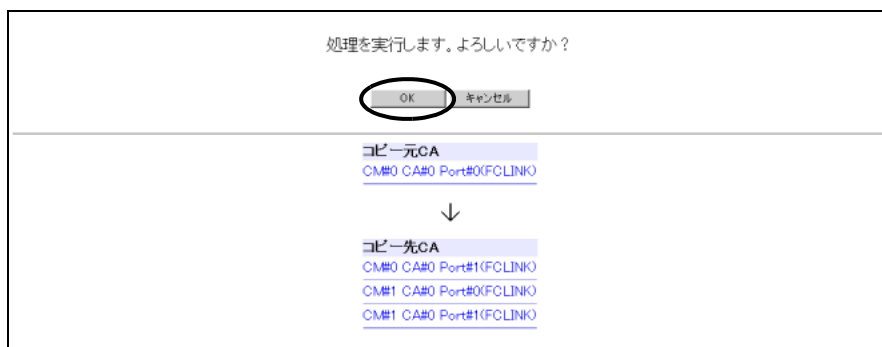 処理を実行します。よろしいですか？
OK キャンセル
コピー元CA
CM#0 CA#0 Port#0(FCLINK)
↓
コピー先CA
CM#0 CA#0 Port#1(FCLINK)
CM#1 CA#0 Port#0(FCLINK)
CM#1 CA#0 Port#1(FCLINK)